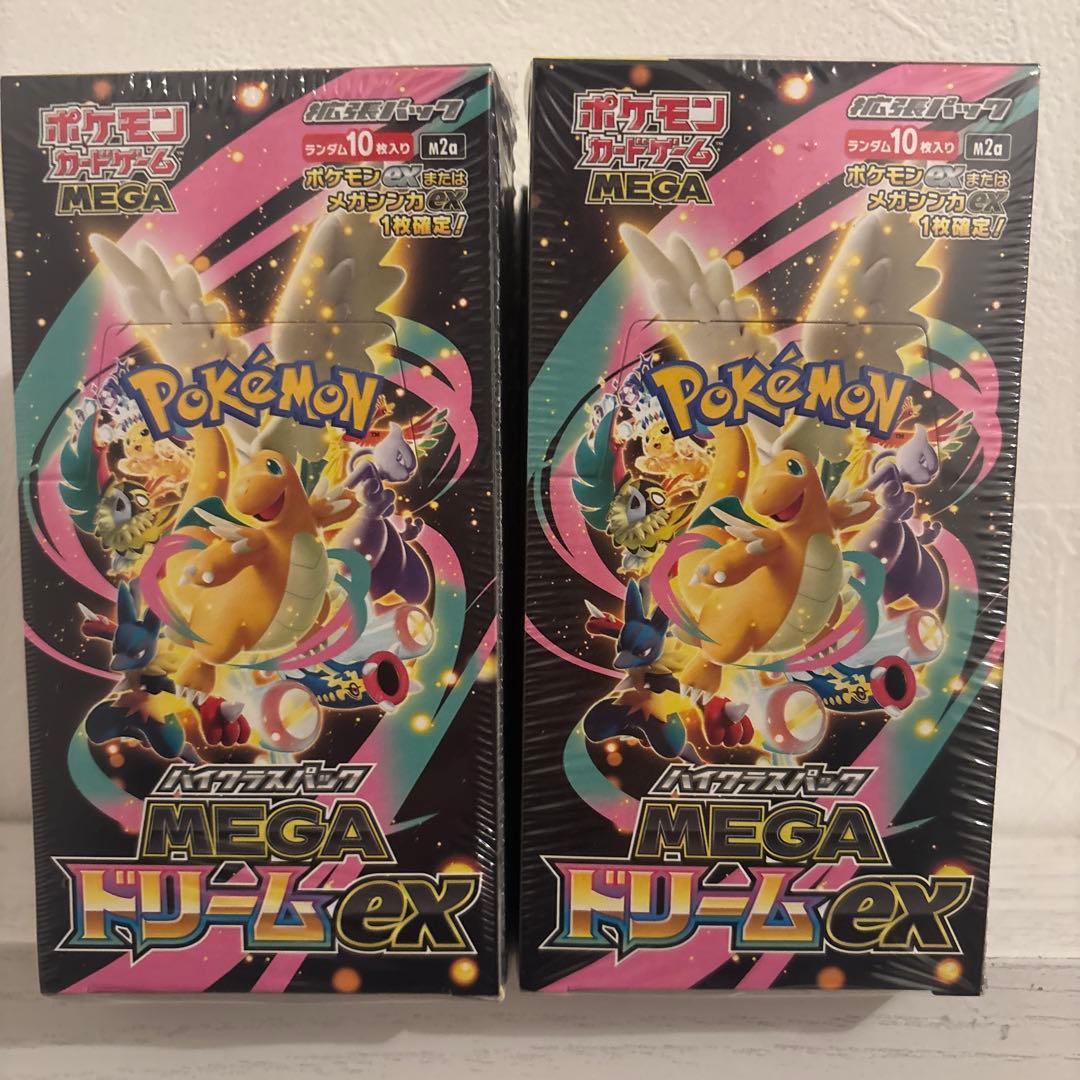 ポケモン
カードゲーム
MEGA
拡張パック
ランダム10枚入り
M2a
ポケモンexまたは
メガシンカex
1枚確定!
POKéMON
TM
ハイクラスパック
MEGA
ドリームex
ポケモン
カードゲーム
MEGA
拡張パック
ランダム10枚入り
M2a
ポケモンexまたは
メガシンカex
1枚確定!
POKéMON
TM
ハイクラスパック
MEGA
ドリームex